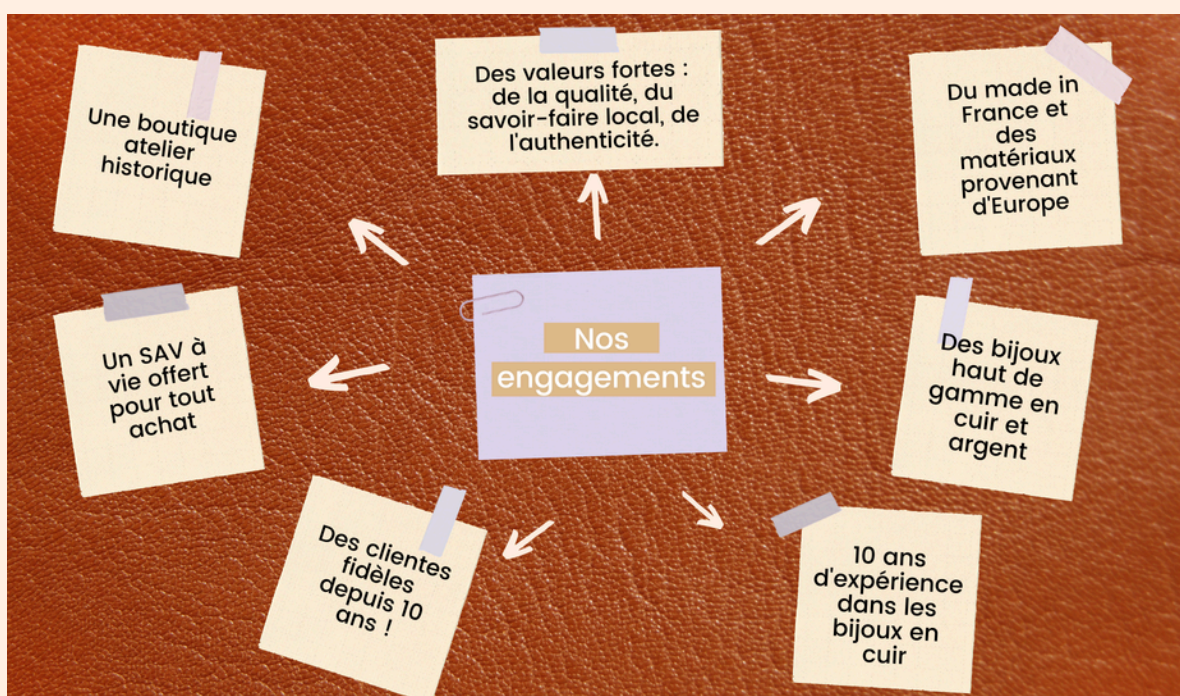 Une boutique
atelier
historique
Des valeurs fortes :
de la qualité, du
savoir-faire local, de
l'authenticité.
Du made in
France et
des
matériaux
provenant
d'Europe
Un SAV à
vie offert
pour tout
achat
Nos
engagements
Des bijoux
haut de
gamme en
cuir et
argent
Des clientes
fidèles
depuis 10
ans !
10 ans
d'expérience
dans les
bijoux en
cuir